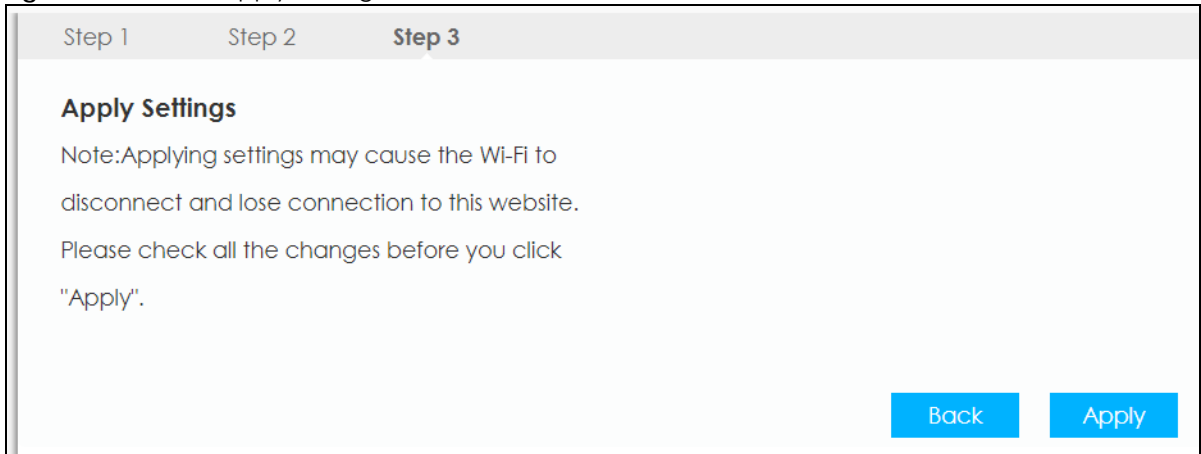 Step 1 Step 2 Step 3
Apply Settings
Note:Applying settings may cause the Wi-Fi to
disconnect and lose connection to this website.
Please check all the changes before you click
"Apply".
Back Apply